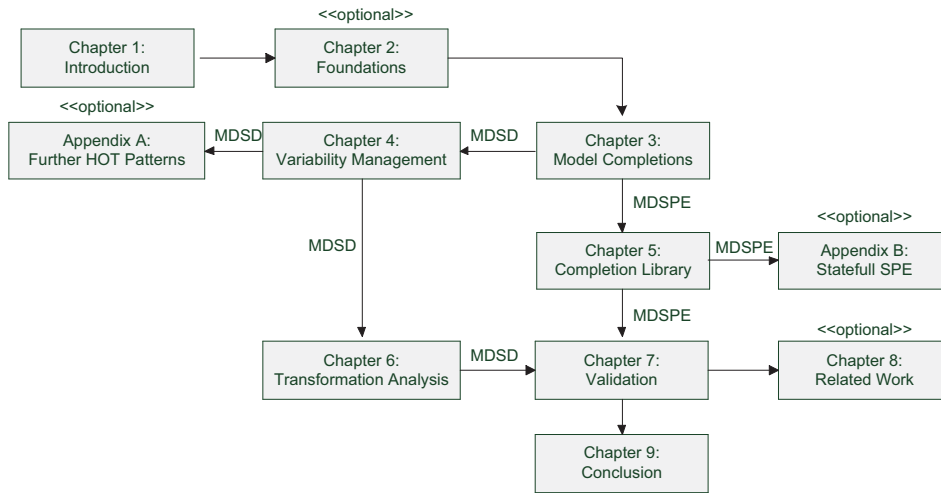 <<optional>>
Chapter 1:
Introduction
Chapter 2:
Foundations
<<optional>>
Appendix A:
Further HOT Patterns
MDSD
Chapter 4:
Variability Management
MDSD
Chapter 3:
Model Completions
MDSPE
<<optional>>
MDSD
Chapter 5:
Completion Library
MDSPE
Appendix B:
Statefull SPE
MDSPE
<<optional>>
Chapter 6:
Transformation Analysis
MDSD
Chapter 7:
Validation
Chapter 8:
Related Work
Chapter 9:
Conclusion